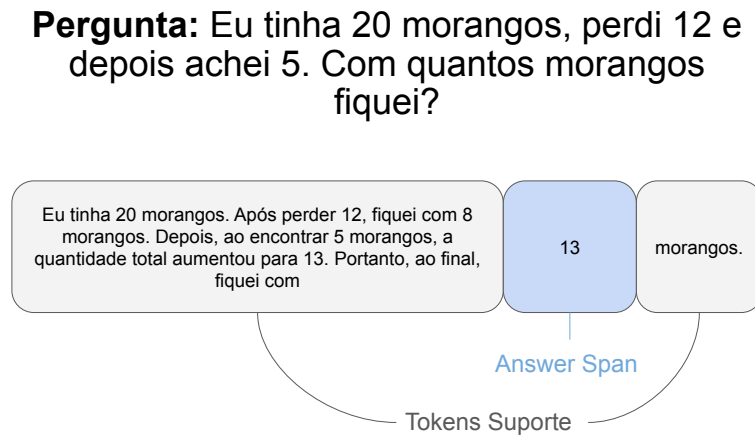 Pergunta: Eu tinha 20 morangos, perdi 12 e
depois achei 5. Com quantos morangos
fiquei?
Eu tinha 20 morangos. Após perder 12, fiquei com 8
morangos. Depois, ao encontrar 5 morangos, a
quantidade total aumentou para 13. Portanto, ao final,
fiquei com
13
morangos.
Answer Span
Tokens Suporte